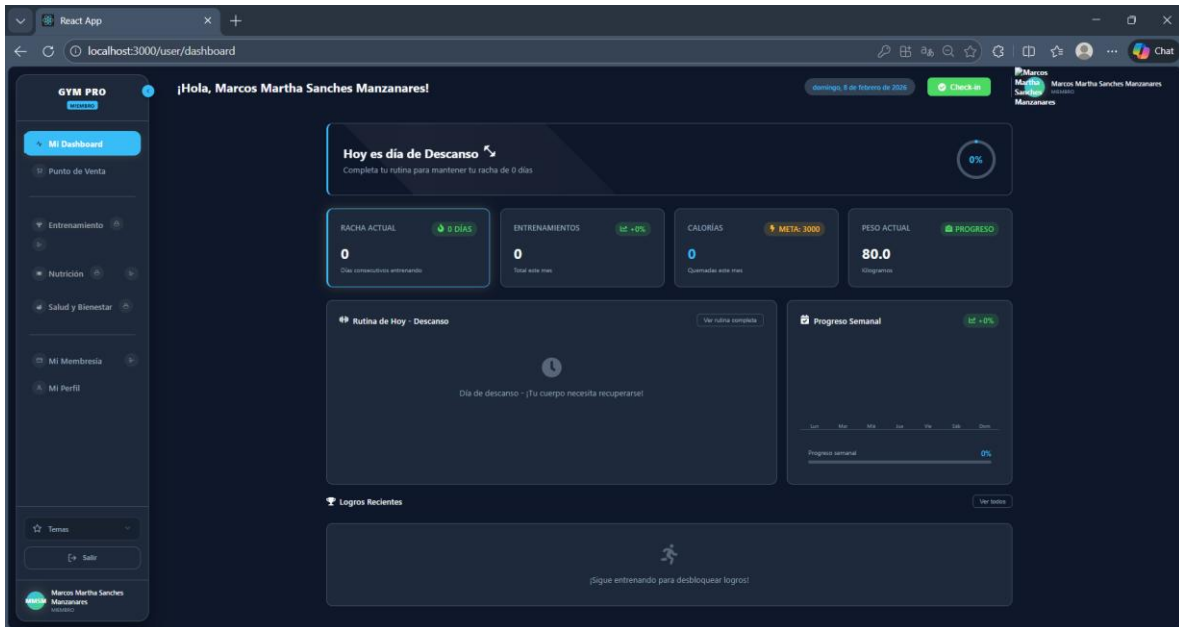 React App
localhost:3000/user/dashboard
Chat
GYM PRO
MIEMBRO
¡Hola, Marcos Martha Sanches Manzanares!
domingo, 8 de febrero de 2026
Check-in
Marcos
Martha
Sanches
Manzanares
Marcos Martha Sanches Manzanares
MIEMBRO
Mi Dashboard
Punto de Venta
Entrenamiento
Nutrición
Salud y Bienestar
Mi Membresía
Mi Perfil
Temas
Salir
Marcos Martha Sanches
Manzanares
MIEMBRO
Hoy es día de Descanso
Completa tu rutina para mantener tu racha de 0 días
0%
RACHA ACTUAL
0 DÍAS
0
Días consecutivos entrenando
ENTRENAMIENTOS
+0%
0
Total este mes
CALORÍAS
META: 3000
0
Quemadas este mes
PESO ACTUAL
PROGRESO
80.0
Kilogramos
Rutina de Hoy - Descanso
Ver rutina completa
Día de descanso - ¡Tu cuerpo necesita recuperarse!
Progreso Semanal
+0%
Lun Mar Mié Jue Vie Sáb Dom
Progreso semanal
0%
Logros Recientes
Ver todos
¡Sigue entrenando para desbloquear logros!